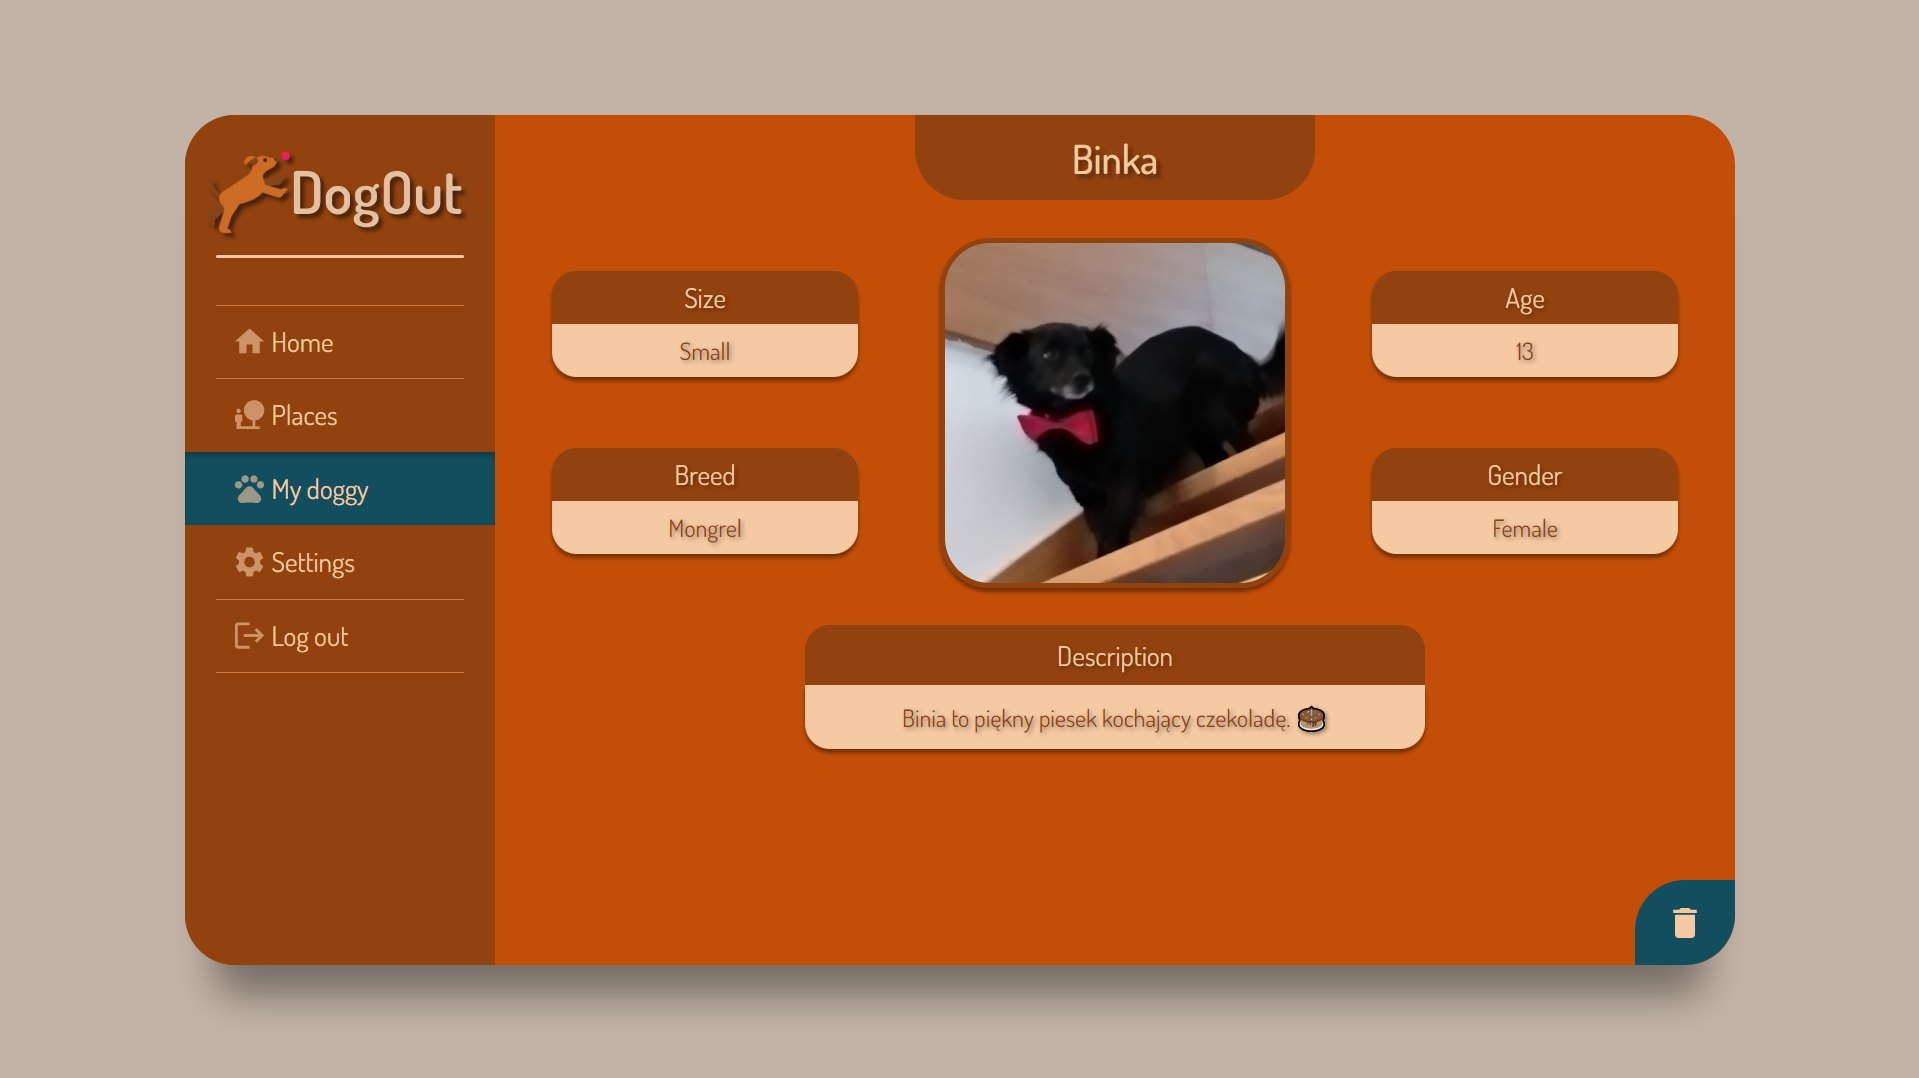 DogOut
Home
Places
My doggy
Settings
Log out
Binka
Size
Small
Breed
Mongrel
Age
13
Gender
Female
Description
Binia to piękny piesek kochający czekoladę. 🎂